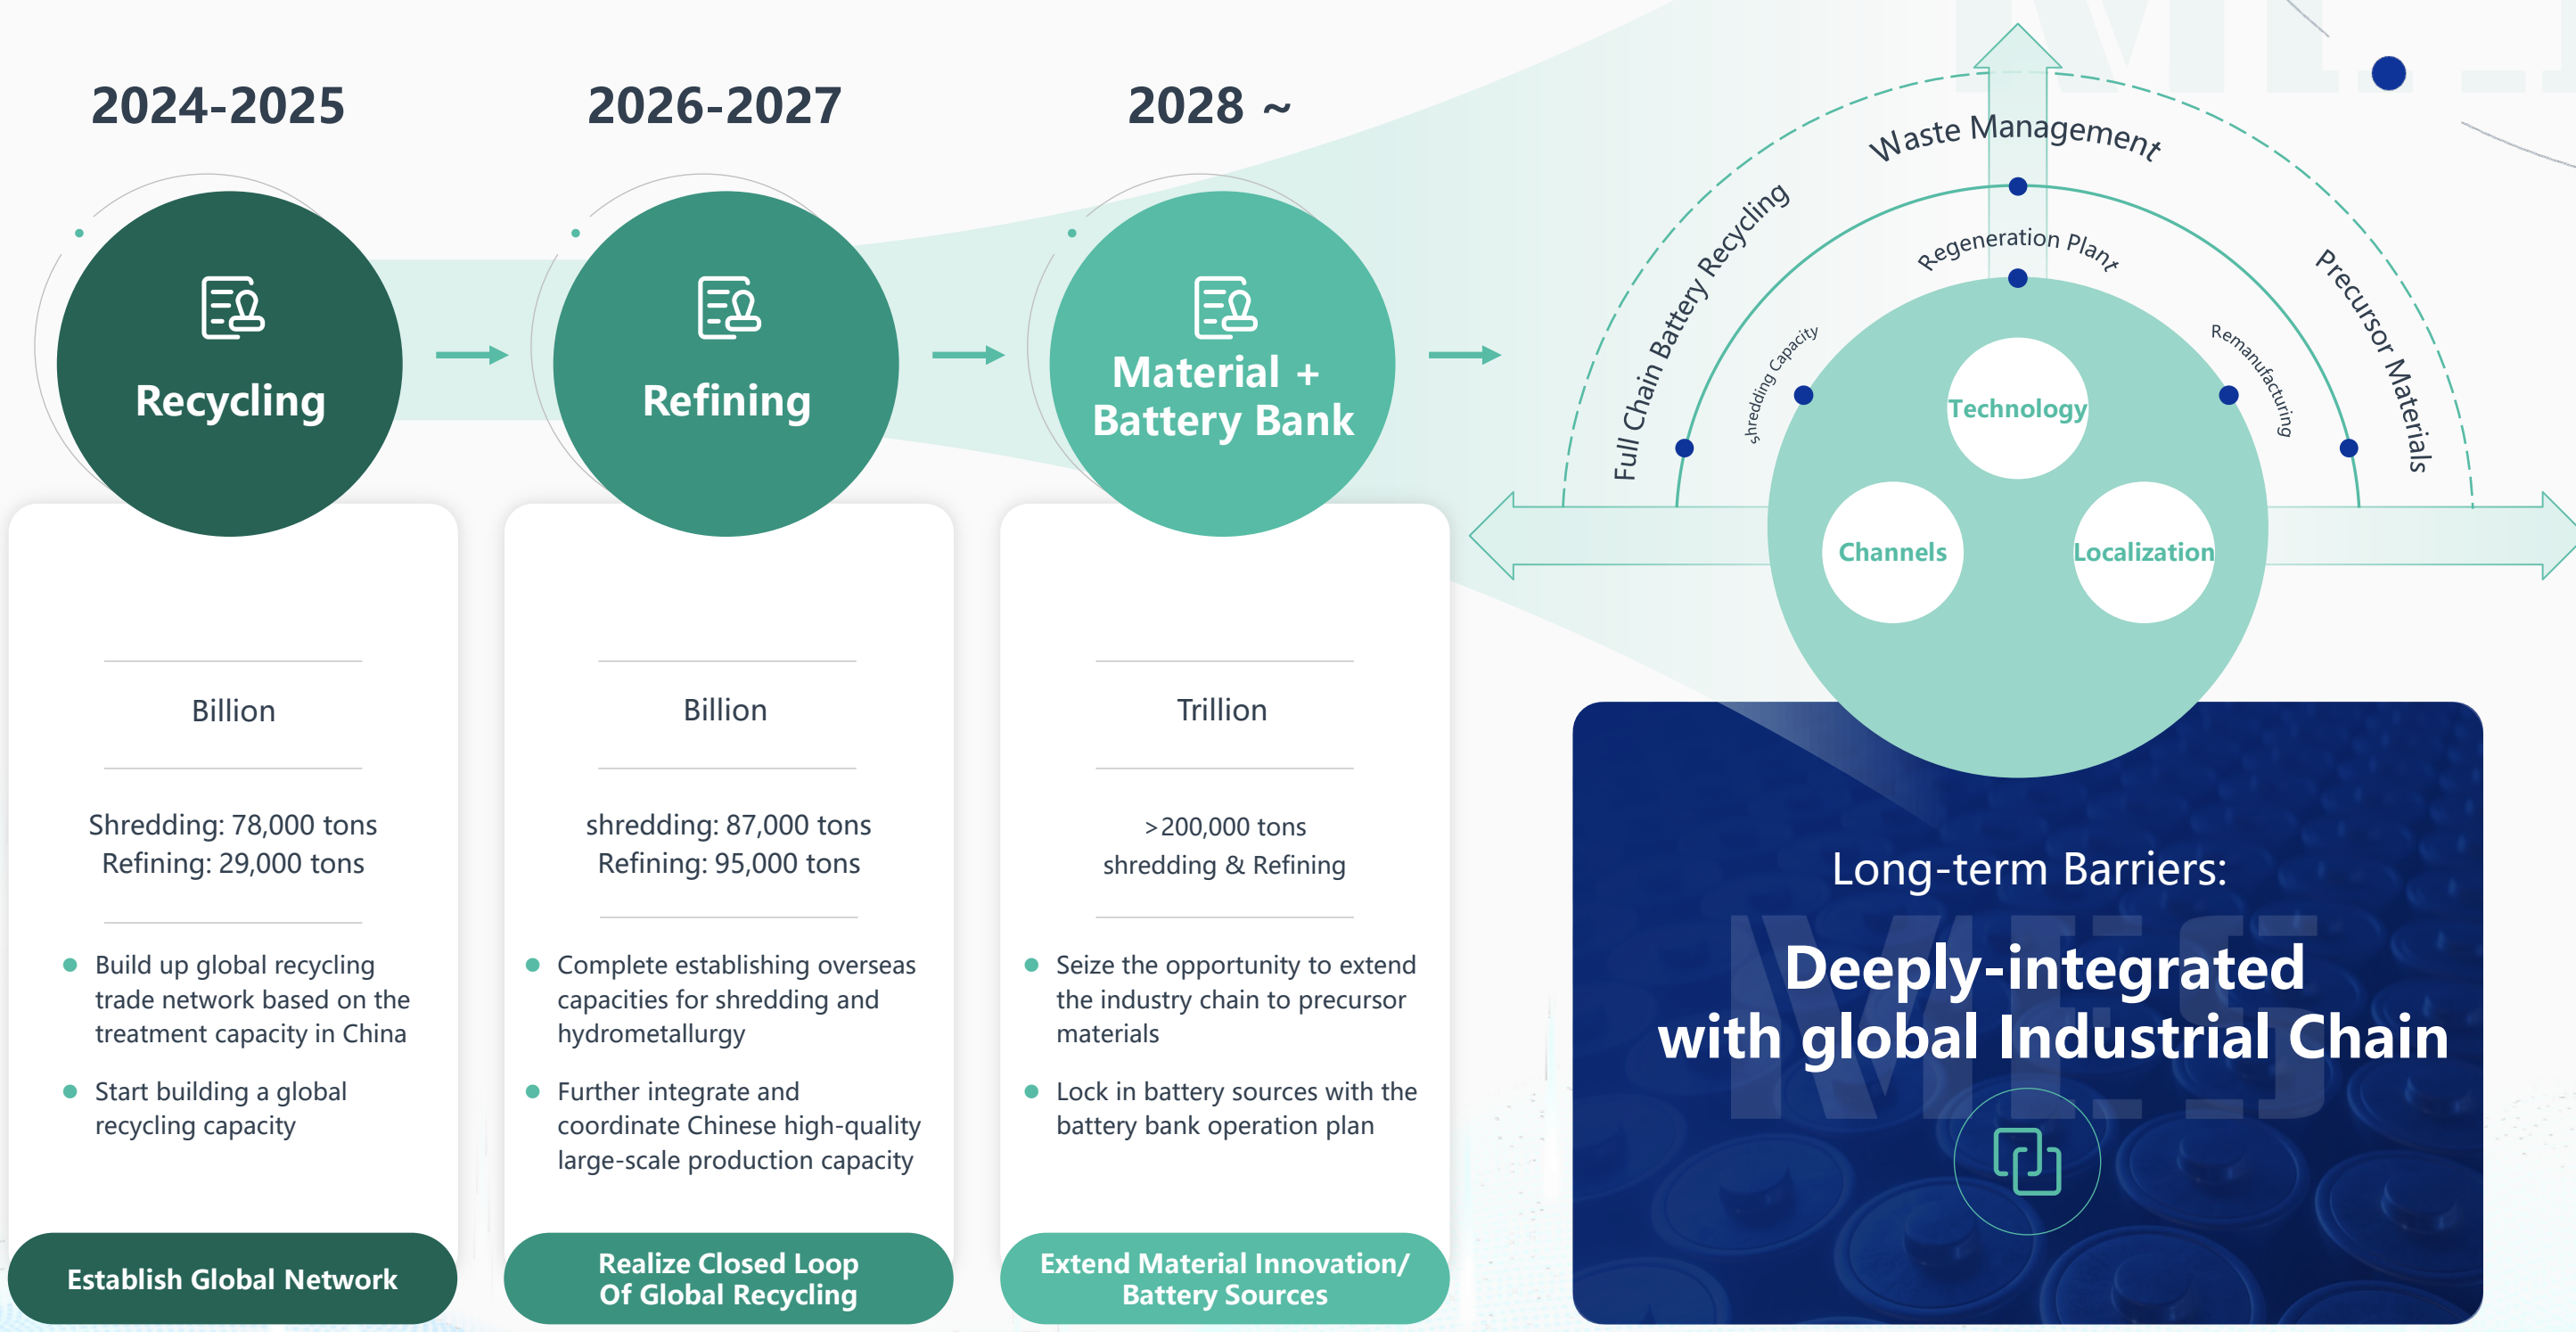 2024-2025
Recycling
Billion
Shredding: 78,000 tons
Refining: 29,000 tons
Build up global recycling
trade network based on the
treatment capacity in China
Start building a global
recycling capacity
Establish Global Network
2026-2027
Refining
Billion
shredding: 87,000 tons
Refining: 95,000 tons
Complete establishing overseas
capacities for shredding and
hydrometallurgy
Further integrate and
coordinate Chinese high-quality
large-scale production capacity
Realize Closed Loop
Of Global Recycling
2028 ~
Material +
Battery Bank
Trillion
>200,000 tons
shredding & Refining
Seize the opportunity to extend
the industry chain to precursor
materials
Lock in battery sources with the
battery bank operation plan
Extend Material Innovation/
Battery Sources
Full Chain Battery Recycling
Waste Management
Precursor Materials
shredding Capacity
Regeneration Plant
Remanufacturing
Technology
Channels
Localization
Long-term Barriers:
MES
Deeply-integrated
with global Industrial Chain